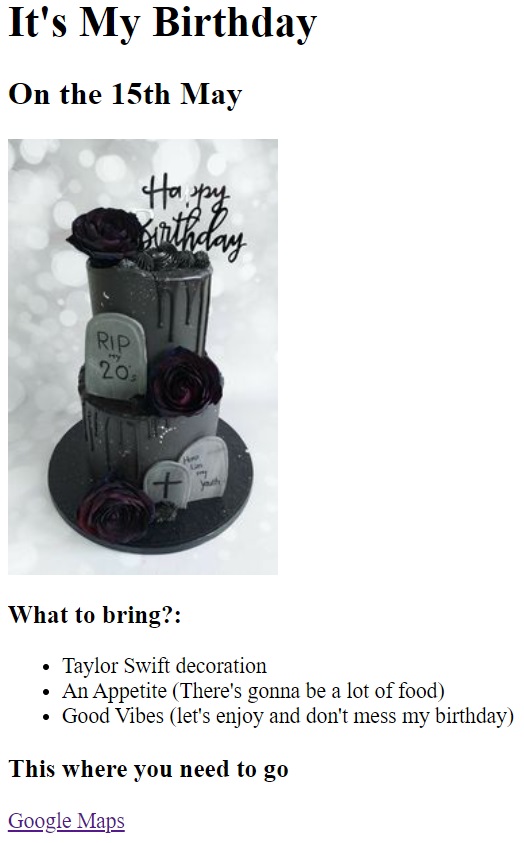 It's My Birthday
On the 15th May
Happy
Birthday
RIP
my
20's
Here
Lies
my
Youth
What to bring?:
Taylor Swift decoration
An Appetite (There's gonna be a lot of food)
Good Vibes (let's enjoy and don't mess my birthday)
This where you need to go
Google Maps